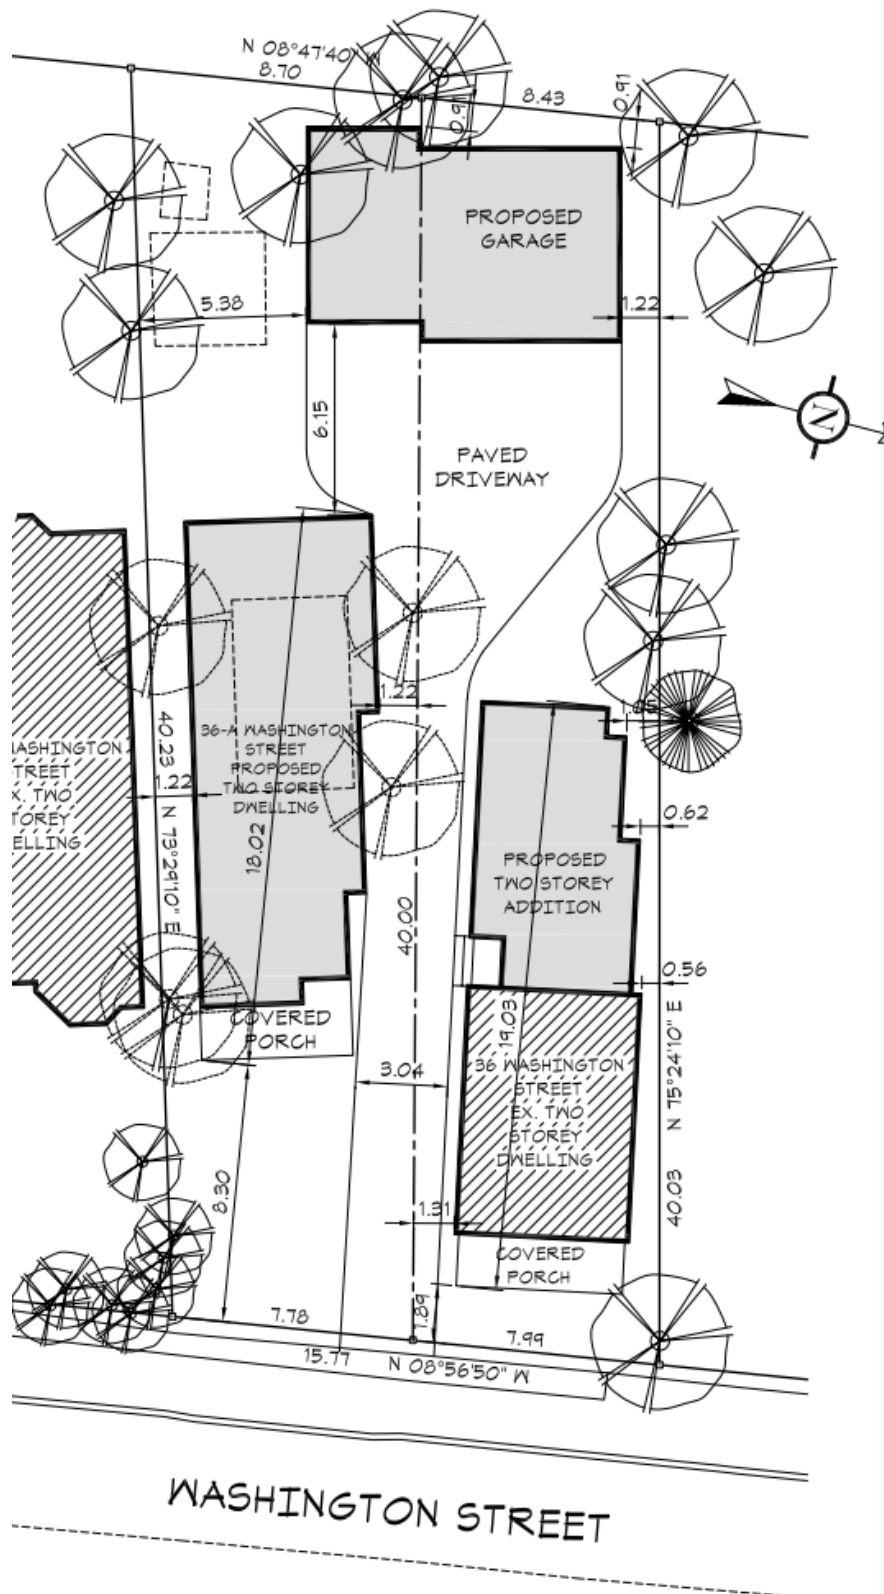 N 08°47'40" W
8.70
8.43
0.91
0.91
PROPOSED
GARAGE
5.38
1.22
6.15
N
PAVED
DRIVEWAY
1.22
36-A WASHINGTON
STREET
PROPOSED
TWO STOREY
DWELLING
WASHINGTON
STREET
EX. TWO
STOREY
DWELLING
40.23
N 73°29'10" E
1.22
18.02
0.62
PROPOSED
TWO STOREY
ADDITION
40.00
0.56
19.03
COVERED
PORCH
3.04
36 WASHINGTON
STREET
EX. TWO
STOREY
DWELLING
N 75°24'10" E
40.03
8.30
1.31
COVERED
PORCH
1.89
7.78
7.99
15.77
N 08°56'50" W
WASHINGTON STREET